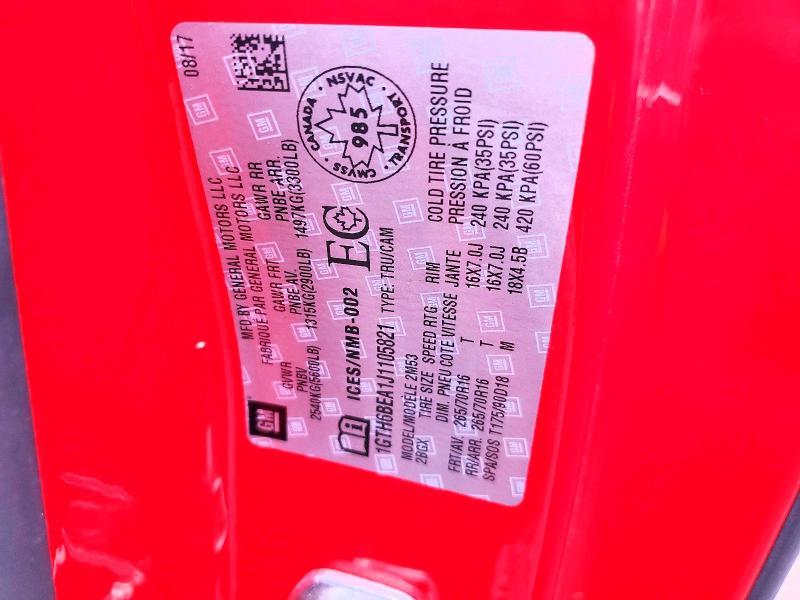 08/17
MFD BY GENERAL MOTORS LLC
FABRIQUÉ PAR GENERAL MOTORS LLC
GVWR GAWR FRT GAWR RR
PNBV PNBE AV. PNBE ARR.
2540KG(5600LB) 1315KG(2900LB) 1497KG(3300LB)
GM
ICES/NMB-002 EC
CANADA · NSVAC · TRANSPORT · CMVSS ·
985
1GTH6BEA1J1105821 TYPE: TRU/CAM
MODEL/MODÈLE 2M53
2BGX
TIRE SIZE SPEED RTG RIM COLD TIRE PRESSURE
DIM. PNEU COTE VITESSE JANTE PRESSION À FROID
FRT/AV. 265/70R16 T 16X7.0J 240 KPA(35PSI)
RR/ARR. 265/70R16 T 16X7.0J 240 KPA(35PSI)
SPA/SOS T175/80D18 M 18X4.5B 420 KPA(60PSI)